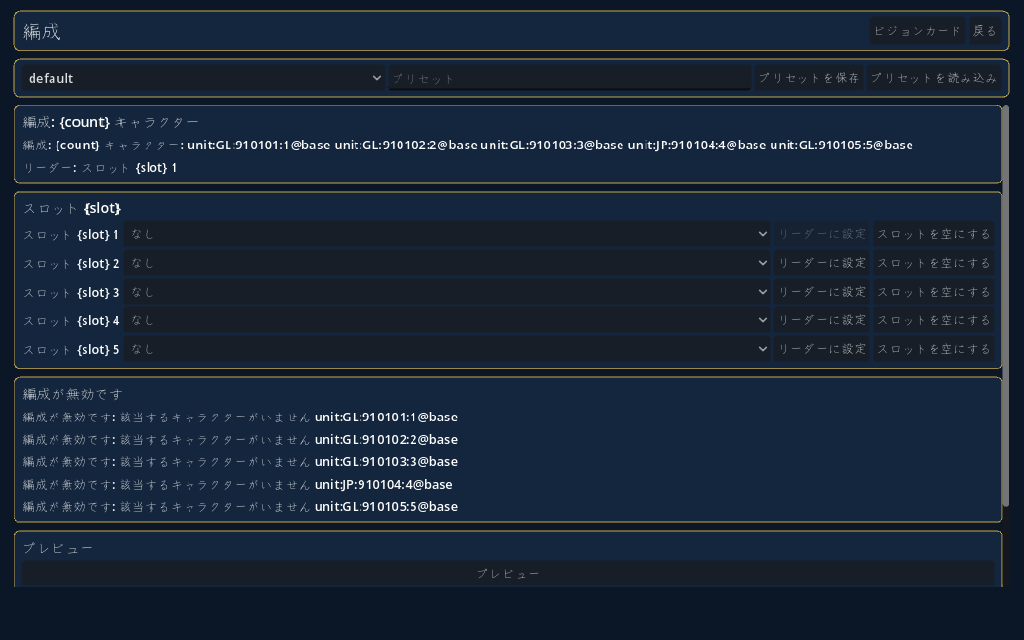 編成 ビジョンカード 戻る
default プリセット プリセットを保存 プリセットを読み込み
編成: {count} キャラクター
編成: {count} キャラクター: unit:GL:910101:1@base unit:GL:910102:2@base unit:GL:910103:3@base unit:JP:910104:4@base unit:GL:910105:5@base
リーダー: スロット {slot} 1
スロット {slot}
スロット {slot} 1 なし リーダーに設定 スロットを空にする
スロット {slot} 2 なし リーダーに設定 スロットを空にする
スロット {slot} 3 なし リーダーに設定 スロットを空にする
スロット {slot} 4 なし リーダーに設定 スロットを空にする
スロット {slot} 5 なし リーダーに設定 スロットを空にする
編成が無効です
編成が無効です: 該当するキャラクターがいません unit:GL:910101:1@base
編成が無効です: 該当するキャラクターがいません unit:GL:910102:2@base
編成が無効です: 該当するキャラクターがいません unit:GL:910103:3@base
編成が無効です: 該当するキャラクターがいません unit:JP:910104:4@base
編成が無効です: 該当するキャラクターがいません unit:GL:910105:5@base
プレビュー
プレビュー